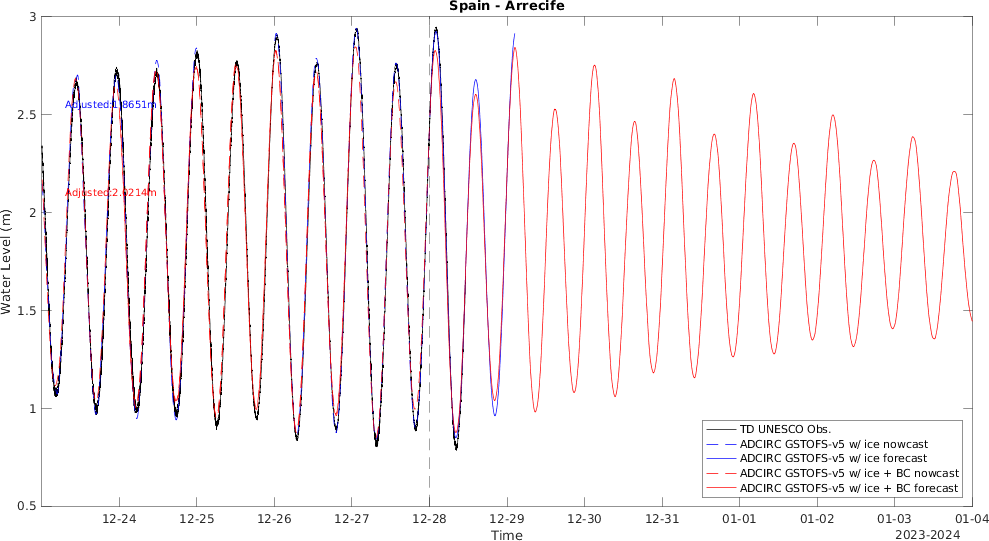 Spain - Arrecife
Water Level (m)
3
2.5
2
1.5
1
0.5
Adjusted:1.8651m
Adjusted:2.0214m
TD UNESCO Obs.
ADCIRC GSTOFS-v5 w/ ice nowcast
ADCIRC GSTOFS-v5 w/ ice forecast
ADCIRC GSTOFS-v5 w/ ice + BC nowcast
ADCIRC GSTOFS-v5 w/ ice + BC forecast
12-24 12-25 12-26 12-27 12-28 12-29 12-30 12-31 01-01 01-02 01-03 01-04
Time
2023-2024